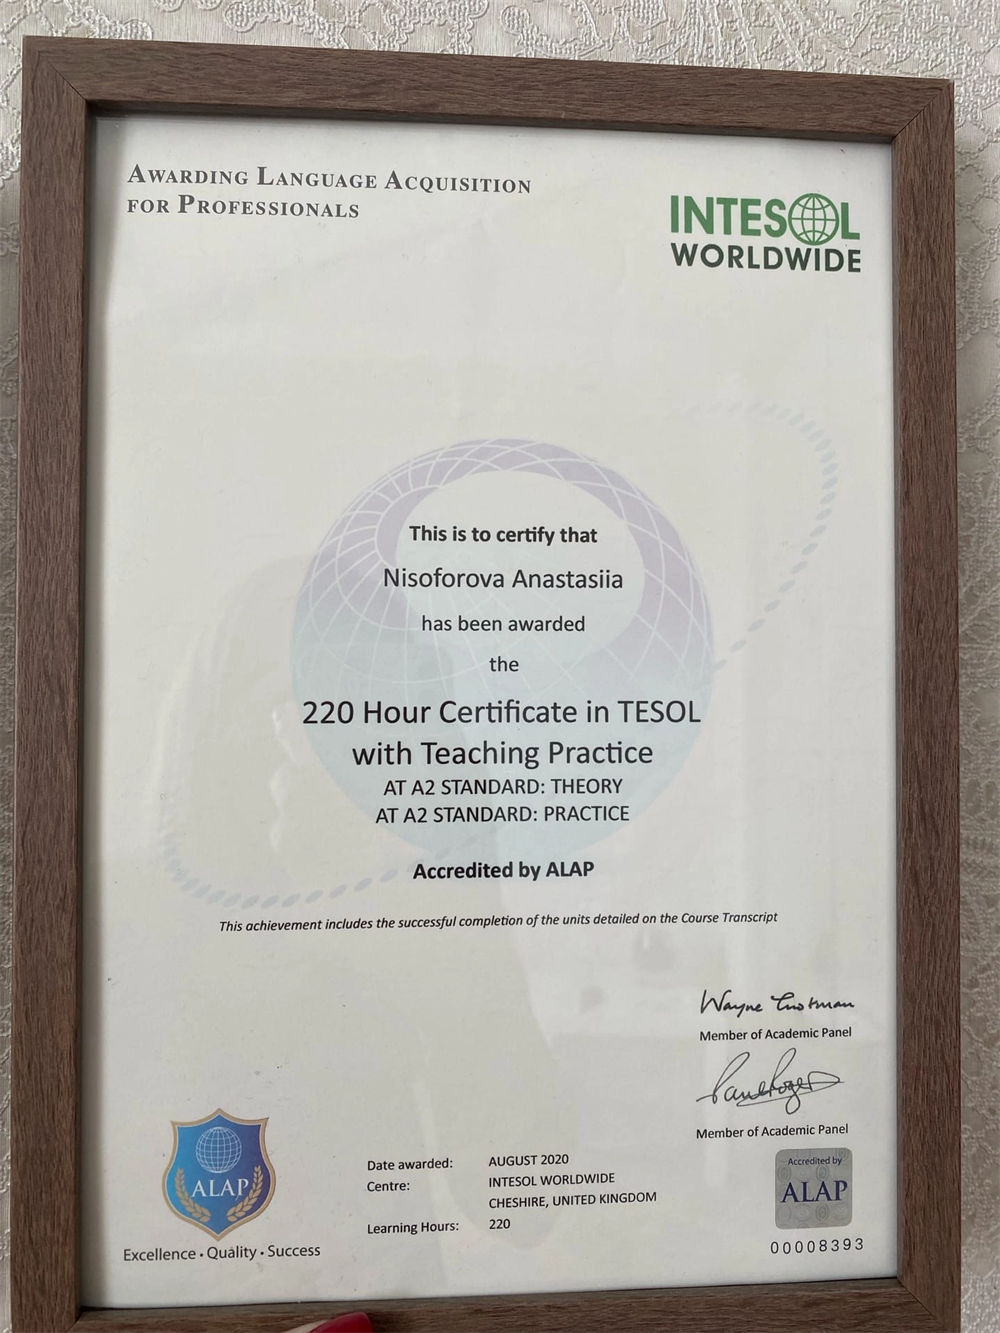 AWARDING LANGUAGE ACQUISITION
FOR PROFESSIONALS
INTESOL
WORLDWIDE
This is to certify that
Nisoforova Anastasiia
has been awarded
the
220 Hour Certificate in TESOL
with Teaching Practice
AT A2 STANDARD: THEORY
AT A2 STANDARD: PRACTICE
Accredited by ALAP
This achievement includes the successful completion of the units detailed on the Course Transcript
Wayne
Member of Academic Panel
Member of Academic Panel
ALAP
Excellence • Quality • Success
Date awarded: AUGUST 2020
Centre: INTESOL WORLDWIDE
CHESHIRE, UNITED KINGDOM
Learning Hours: 220
Accredited by
ALAP
00008393